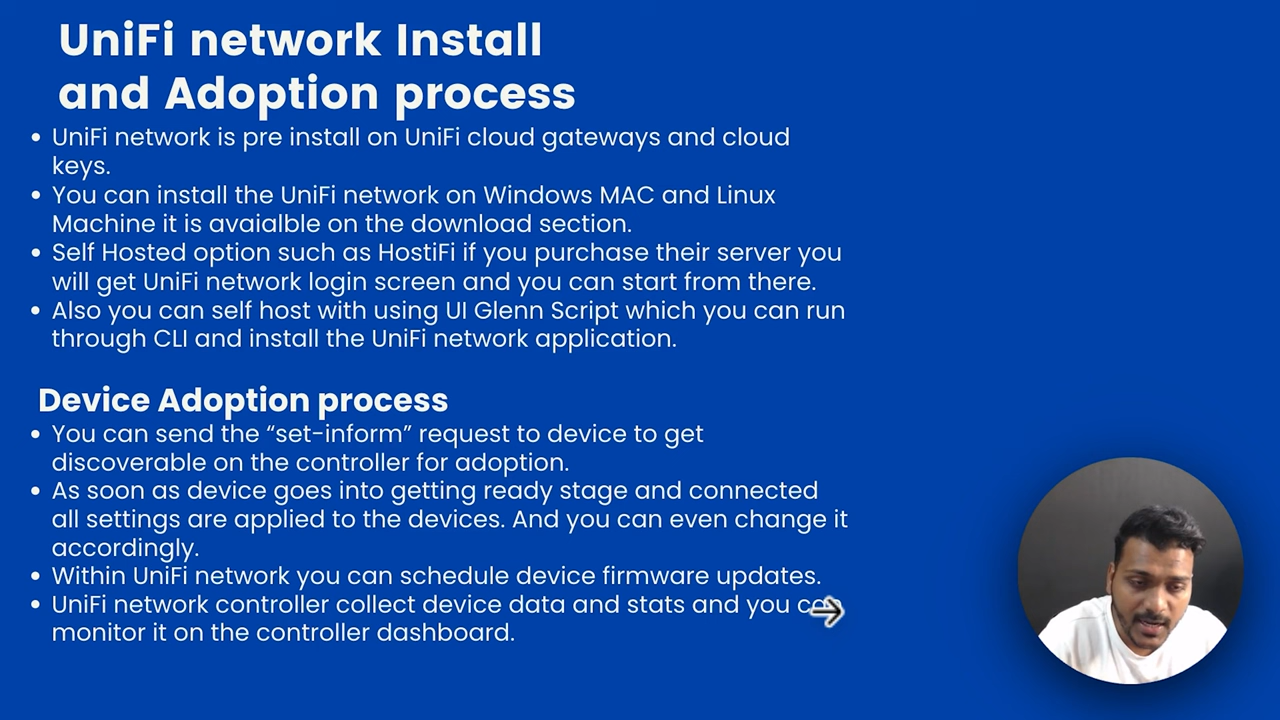 UniFi network Install
and Adoption process
• UniFi network is pre install on UniFi cloud gateways and cloud
keys.
• You can install the UniFi network on Windows MAC and Linux
Machine it is avaialble on the download section.
• Self Hosted option such as HostiFi if you purchase their server you
will get UniFi network login screen and you can start from there.
• Also you can self host with using UI Glenn Script which you can run
through CLI and install the UniFi network application.
Device Adoption process
• You can send the “set-inform” request to device to get
discoverable on the controller for adoption.
• As soon as device goes into getting ready stage and connected
all settings are applied to the devices. And you can even change it
accordingly.
• Within UniFi network you can schedule device firmware updates.
• UniFi network controller collect device data and stats and you
monitor it on the controller dashboard.